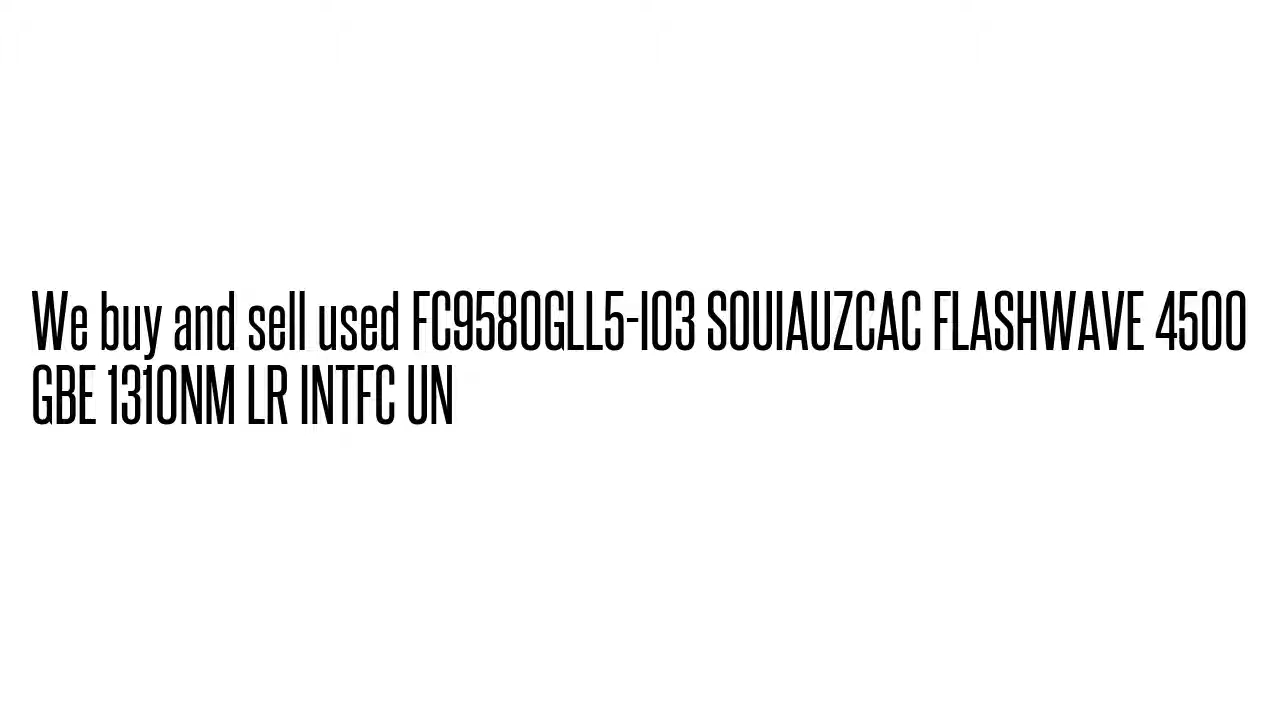 We buy and sell used FC9580GLL5-I03 SOUIAUZCAC FLASHWAVE 4500
GBE 1310NM LR INTFC UN